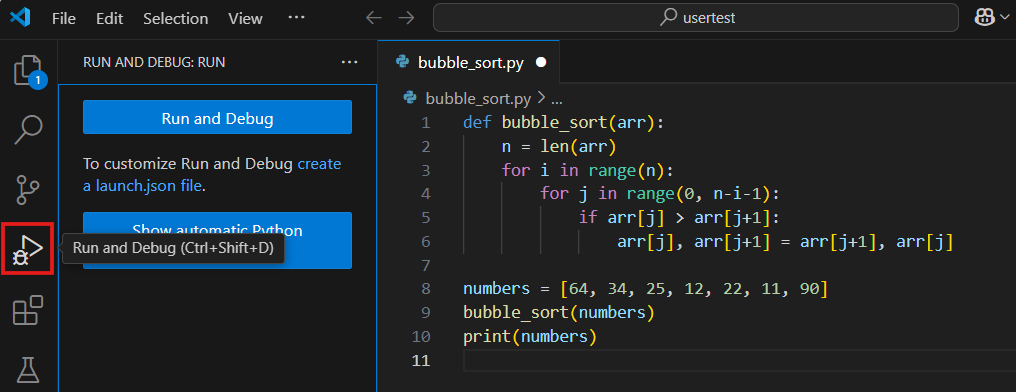 File Edit Selection View ··· usertest
RUN AND DEBUG: RUN ···
1
Run and Debug
To customize Run and Debug create
a launch.json file.
Show automatic Python
Run and Debug (Ctrl+Shift+D)
bubble_sort.py
bubble_sort.py > ...
1 def bubble_sort(arr):
2     n = len(arr)
3     for i in range(n):
4         for j in range(0, n-i-1):
5             if arr[j] > arr[j+1]:
6                 arr[j], arr[j+1] = arr[j+1], arr[j]
7
8 numbers = [64, 34, 25, 12, 22, 11, 90]
9 bubble_sort(numbers)
10 print(numbers)
11